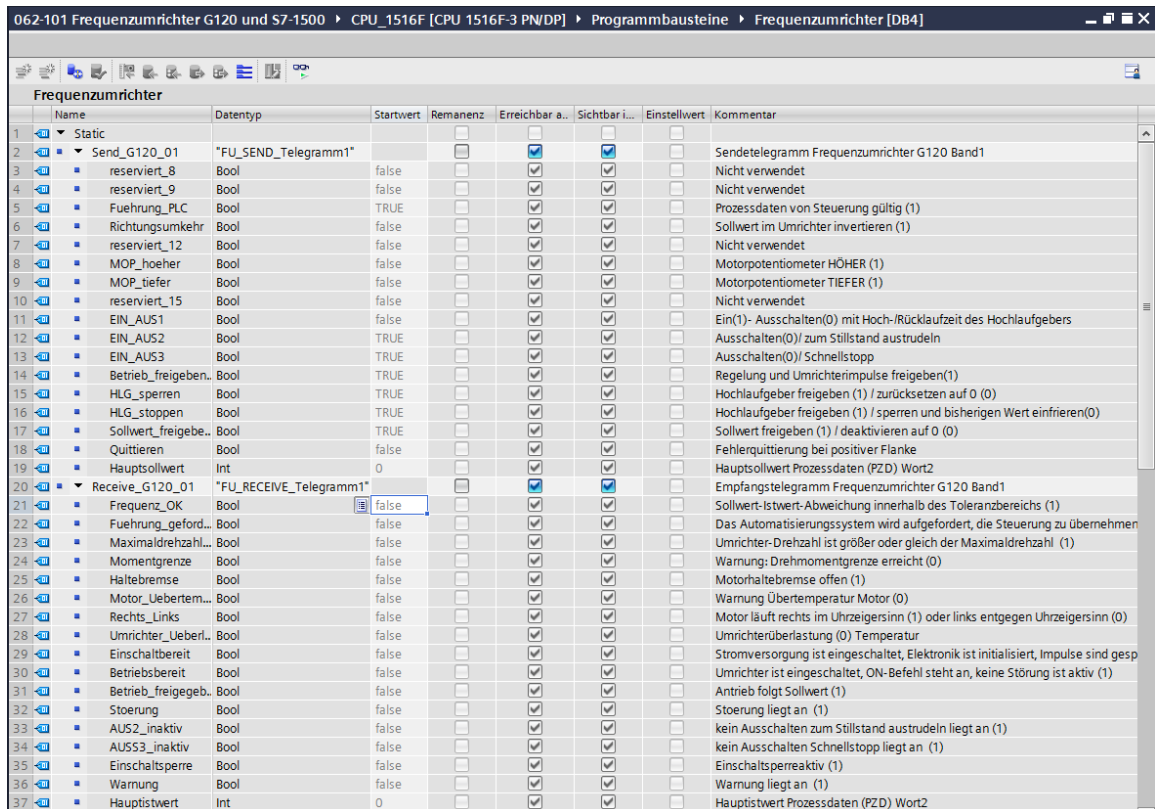 062-101 Frequenzumrichter G120 und S7-1500 ▸ CPU_1516F [CPU 1516F-3 PN/DP] ▸ Programmbausteine ▸ Frequenzumrichter [DB4]
Frequenzumrichter
Name Datentyp Startwert Remanenz Erreichbar a.. Sichtbar i... Einstellwert Kommentar
1 Static
2 Send_G120_01 "FU_SEND_Telegramm1" Sendetelegramm Frequenzumrichter G120 Band1
3 reserviert_8 Bool false Nicht verwendet
4 reserviert_9 Bool false Nicht verwendet
5 Fuehrung_PLC Bool TRUE Prozessdaten von Steuerung gültig (1)
6 Richtungsumkehr Bool false Sollwert im Umrichter invertieren (1)
7 reserviert_12 Bool false Nicht verwendet
8 MOP_hoeher Bool false Motorpotentiometer HÖHER (1)
9 MOP_tiefer Bool false Motorpotentiometer TIEFER (1)
10 reserviert_15 Bool false Nicht verwendet
11 EIN_AUS1 Bool false Ein(1)- Ausschalten(0) mit Hoch-/Rücklaufzeit des Hochlaufgebers
12 EIN_AUS2 Bool TRUE Ausschalten(0)/ zum Stillstand austrudeln
13 EIN_AUS3 Bool TRUE Ausschalten(0)/ Schnellstopp
14 Betrieb_freigeben.. Bool TRUE Regelung und Umrichterimpulse freigeben(1)
15 HLG_sperren Bool TRUE Hochlaufgeber freigeben (1) / zurücksetzen auf 0 (0)
16 HLG_stoppen Bool TRUE Hochlaufgeber freigeben (1) / sperren und bisherigen Wert einfrieren(0)
17 Sollwert_freigebe.. Bool TRUE Sollwert freigeben (1) / deaktivieren auf 0 (0)
18 Quittieren Bool false Fehlerquittierung bei positiver Flanke
19 Hauptsollwert Int 0 Hauptsollwert Prozessdaten (PZD) Wort2
20 Receive_G120_01 "FU_RECEIVE_Telegramm1" Empfangstelegramm Frequenzumrichter G120 Band1
21 Frequenz_OK Bool false Sollwert-Istwert-Abweichung innerhalb des Toleranzbereichs (1)
22 Fuehrung_geford... Bool false Das Automatisierungssystem wird aufgefordert, die Steuerung zu übernehmen
23 Maximaldrehzahl... Bool false Umrichter-Drehzahl ist größer oder gleich der Maximaldrehzahl (1)
24 Momentgrenze Bool false Warnung: Drehmomentgrenze erreicht (0)
25 Haltebremse Bool false Motorhaltebremse offen (1)
26 Motor_Uebertem... Bool false Warnung Übertemperatur Motor (0)
27 Rechts_Links Bool false Motor läuft rechts im Uhrzeigersinn (1) oder links entgegen Uhrzeigersinn (0)
28 Umrichter_Ueberl.. Bool false Umrichterüberlastung (0) Temperatur
29 Einschaltbereit Bool false Stromversorgung ist eingeschaltet, Elektronik ist initialisiert, Impulse sind gesp
30 Betriebsbereit Bool false Umrichter ist eingeschaltet, ON-Befehl steht an, keine Störung ist aktiv (1)
31 Betrieb_freigegeb.. Bool false Antrieb folgt Sollwert (1)
32 Stoerung Bool false Stoerung liegt an (1)
33 AUS2_inaktiv Bool false kein Ausschalten zum Stillstand austrudeln liegt an (1)
34 AUSS3_inaktiv Bool false kein Ausschalten Schnellstopp liegt an (1)
35 Einschaltsperre Bool false Einschaltsperreaktiv (1)
36 Warnung Bool false Warnung liegt an (1)
37 Hauptistwert Int 0 Hauptistwert Prozessdaten (PZD) Wort2